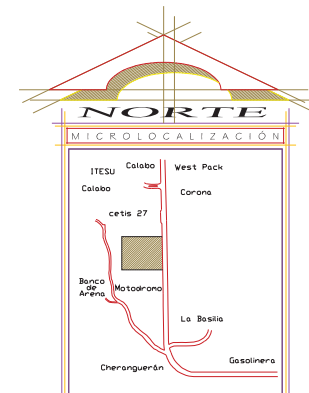 NORTE
MICROLOCALIZACIÓN
Calabo
West Pack
ITESU
Calabo
Corona
cetis 27
Banco
de
Arena
Motodromo
La Basilia
Gasolinera
Cheranguerán